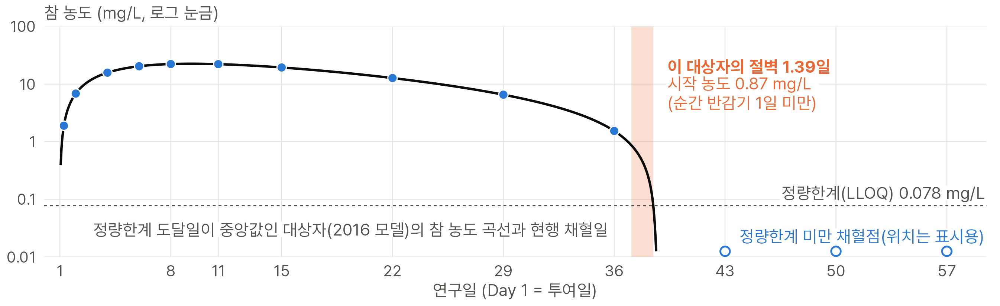 참 농도 (mg/L, 로그 눈금)
100
10
1
0.1
0.01
이 대상자의 절벽 1.39일
시작 농도 0.87 mg/L
(순간 반감기 1일 미만)
정량한계(LLOQ) 0.078 mg/L
정량한계 도달일이 중앙값인 대상자(2016 모델)의 참 농도 곡선과 현행 채혈일
정량한계 미만 채혈점(위치는 표시용)
1 8 11 15 22 29 36 43 50 57
연구일 (Day 1 = 투여일)